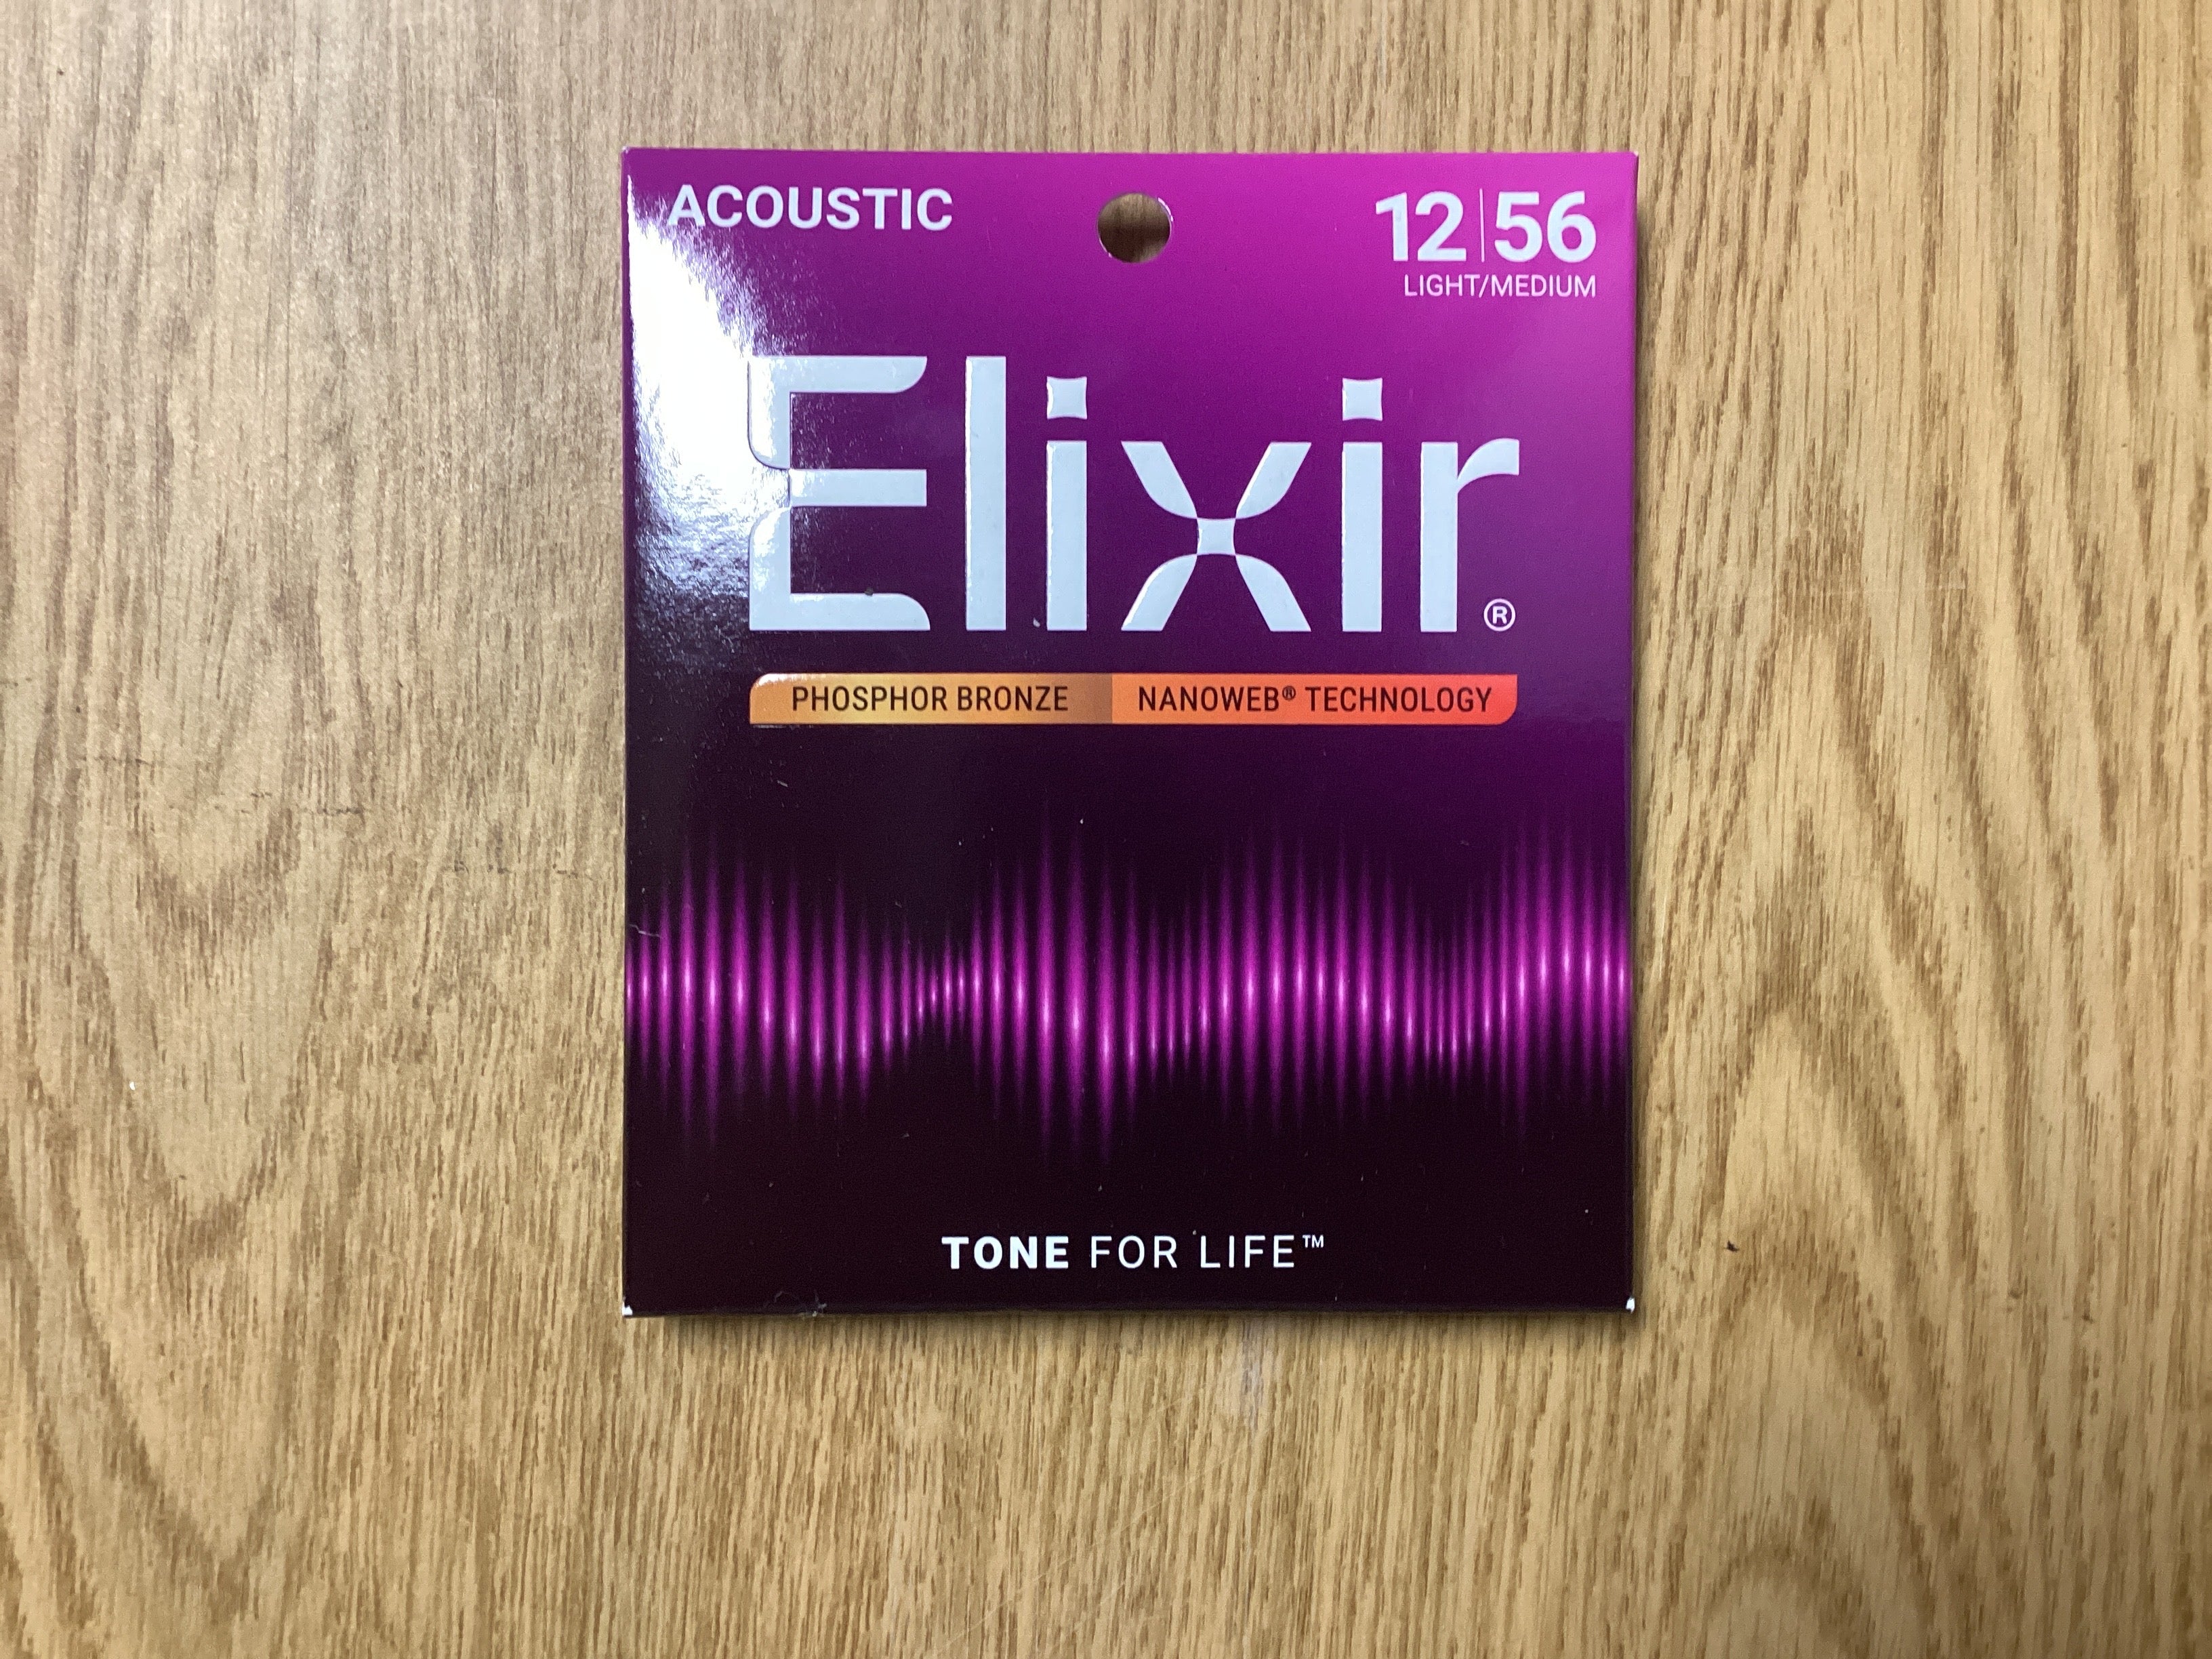 ACOUSTIC
12|56
LIGHT/MEDIUM
Elixir®
PHOSPHOR BRONZE NANOWEB® TECHNOLOGY
TONE FOR LIFE™